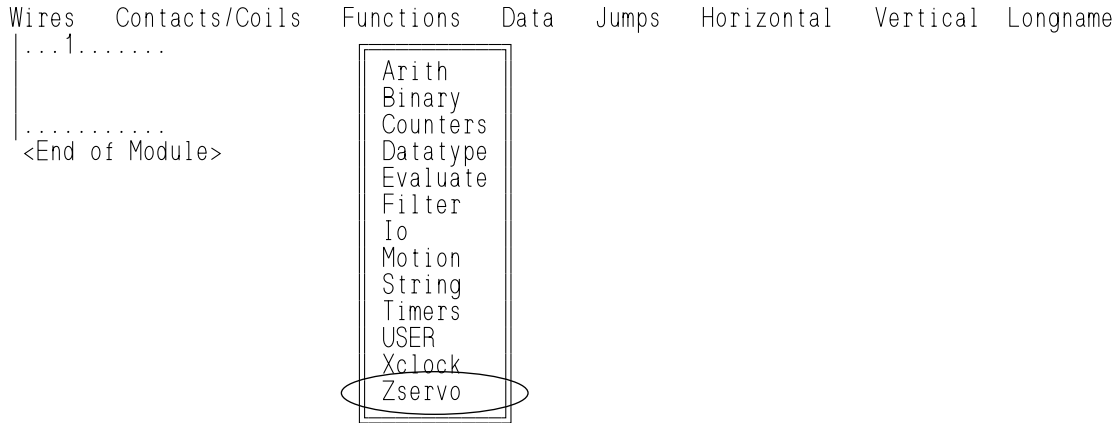 Wires Contacts/Coils Functions Data Jumps Horizontal Vertical Longname
...1.......
...........
<End of Module>
Arith
Binary
Counters
Datatype
Evaluate
Filter
Io
Motion
String
Timers
USER
Xclock
Zservo